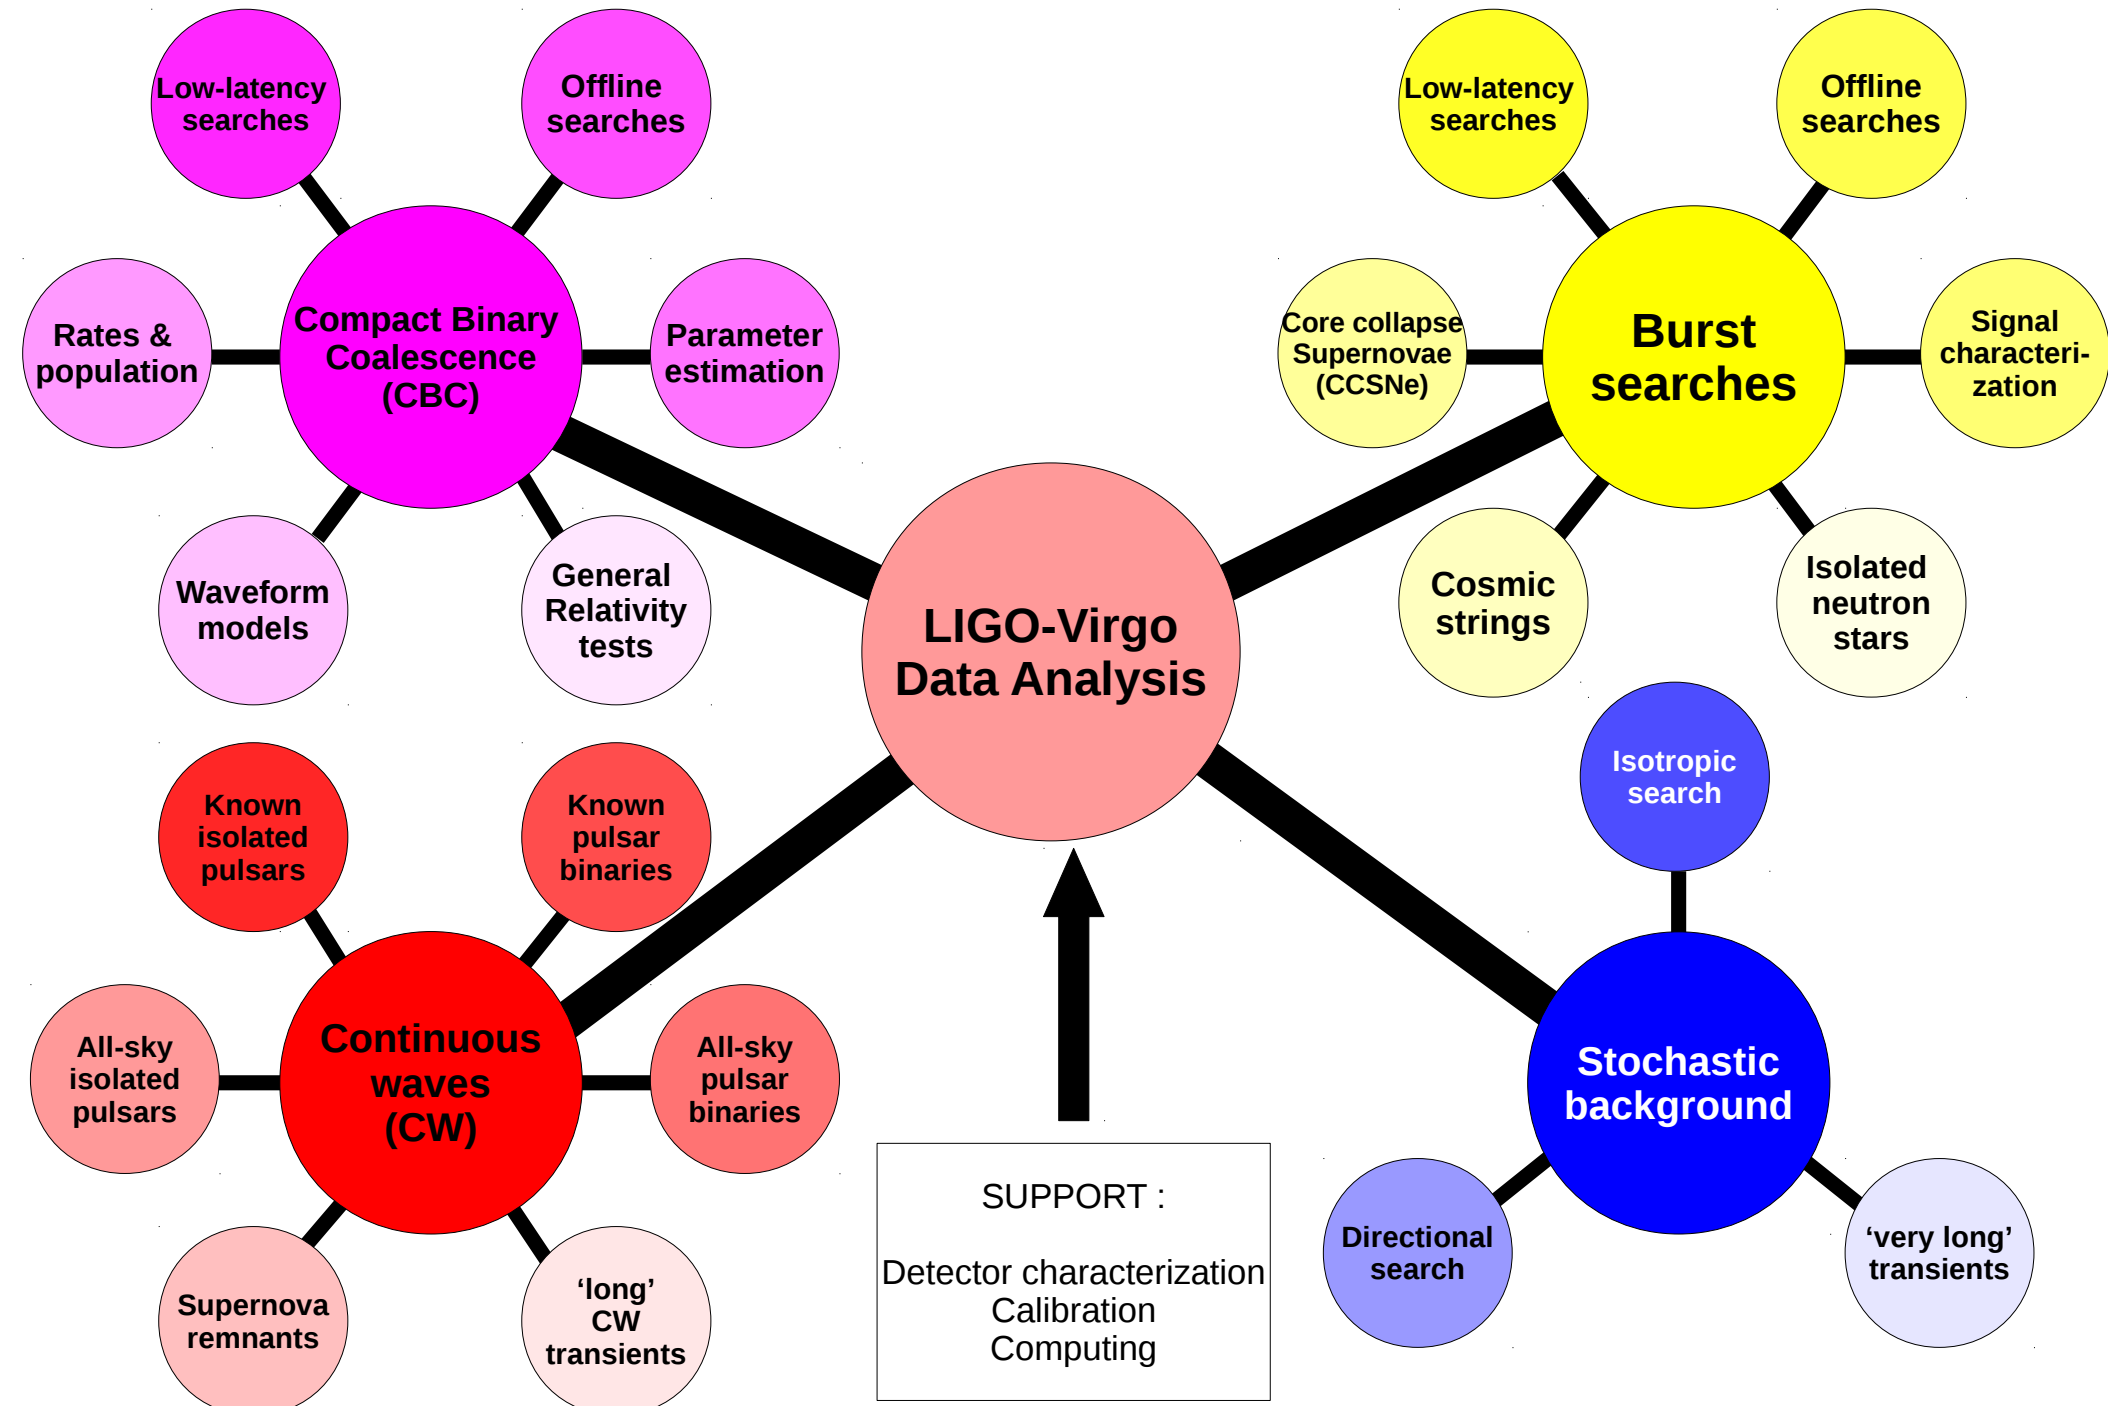 Low-latency
searches
Offline
searches
Rates &
population
Compact Binary
Coalescence
(CBC)
Parameter
estimation
Waveform
models
General
Relativity
tests
Low-latency
searches
Offline
searches
Core collapse
Supernovae
(CCSNe)
Burst
searches
Signal
characteri-
zation
Cosmic
strings
Isolated
neutron
stars
LIGO-Virgo
Data Analysis
Known
isolated
pulsars
Known
pulsar
binaries
All-sky
isolated
pulsars
Continuous
waves
(CW)
All-sky
pulsar
binaries
Supernova
remnants
‘long’
CW
transients
SUPPORT :
Detector characterization
Calibration
Computing
Isotropic
search
Stochastic
background
Directional
search
‘very long’
transients